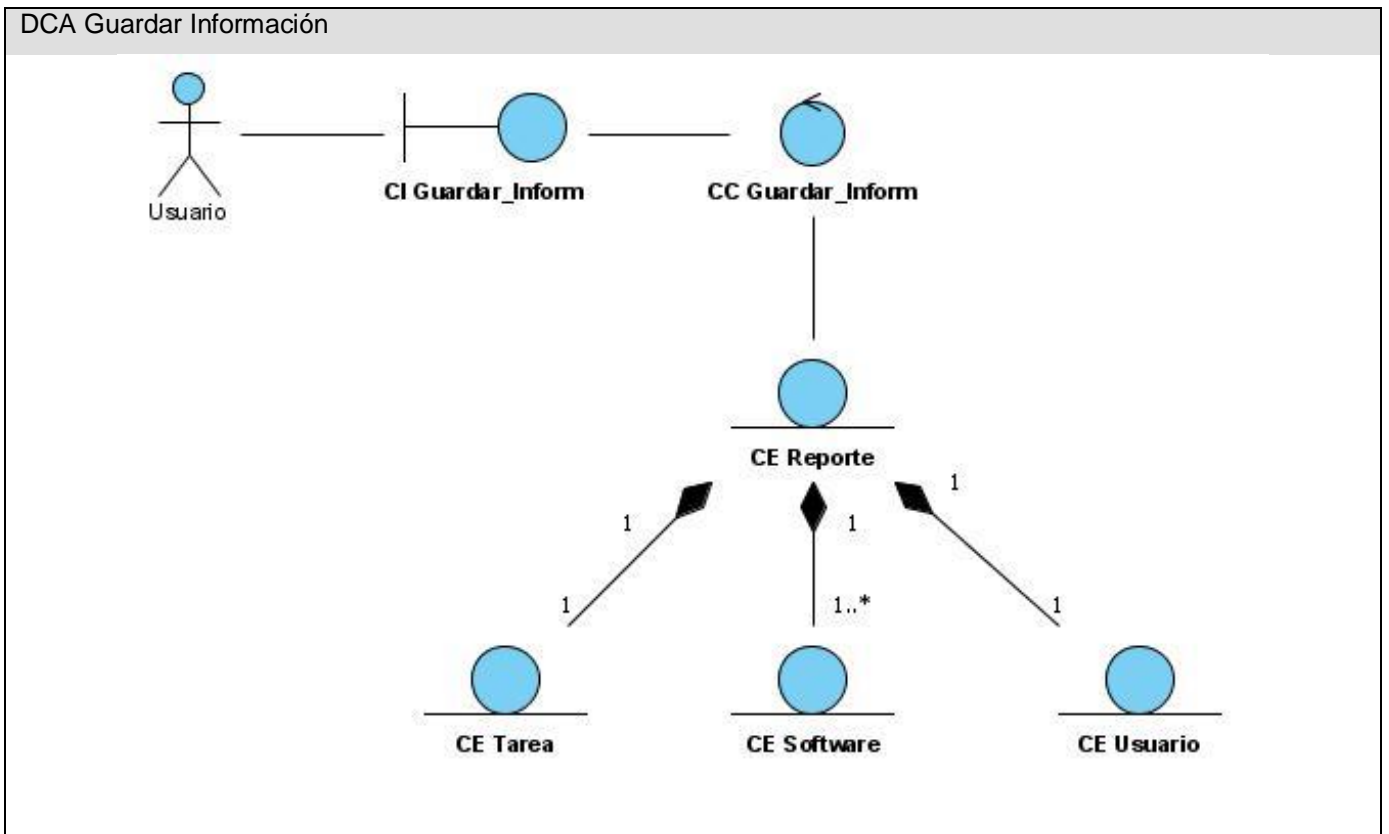 DCA Guardar Información
Usuario
CI Guardar_Inform
CC Guardar_Inform
CE Reporte
1
1
1
1
1..*
1
CE Tarea
CE Software
CE Usuario